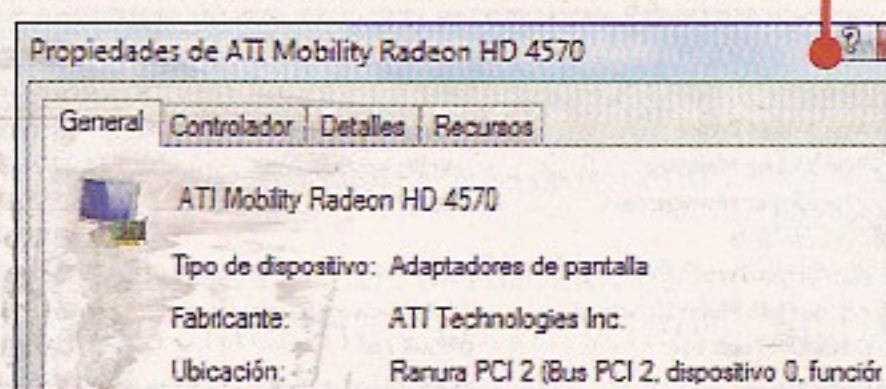 Propiedades de ATI Mobility Radeon HD 4570
?
General Controlador Detalles Recursos
ATI Mobility Radeon HD 4570
Tipo de dispositivo: Adaptadores de pantalla
Fabricante: ATI Technologies Inc.
Ubicación: Ranura PCI 2 (Bus PCI 2, dispositivo 0, función